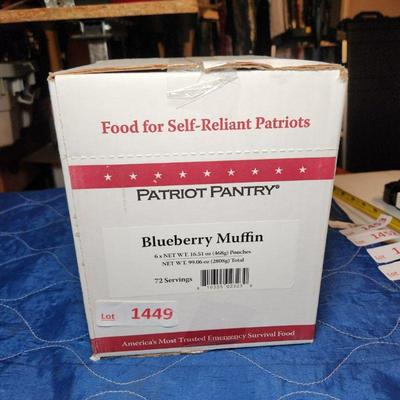 Food for Self-Reliant Patriots
PATRIOT PANTRY®
Blueberry Muffin
6 x NET WT. 16.51 oz (468g) Pouches
NET WT. 99.06 oz (2808g) Total
72 Servings
Lot 1449
America's Most Trusted Emergency Survival Food